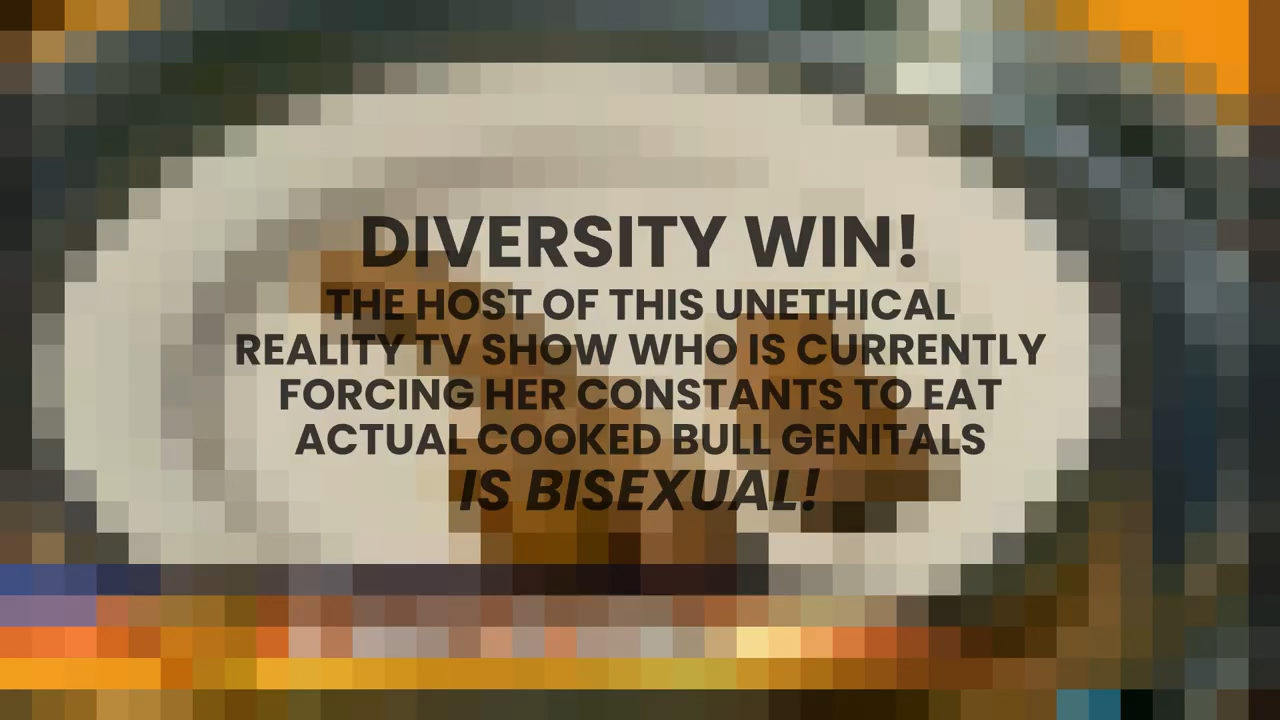 DIVERSITY WIN!
THE HOST OF THIS UNETHICAL
REALITY TV SHOW WHO IS CURRENTLY
FORCING HER CONSTANTS TO EAT
ACTUAL COOKED BULL GENITALS
IS BISEXUAL!